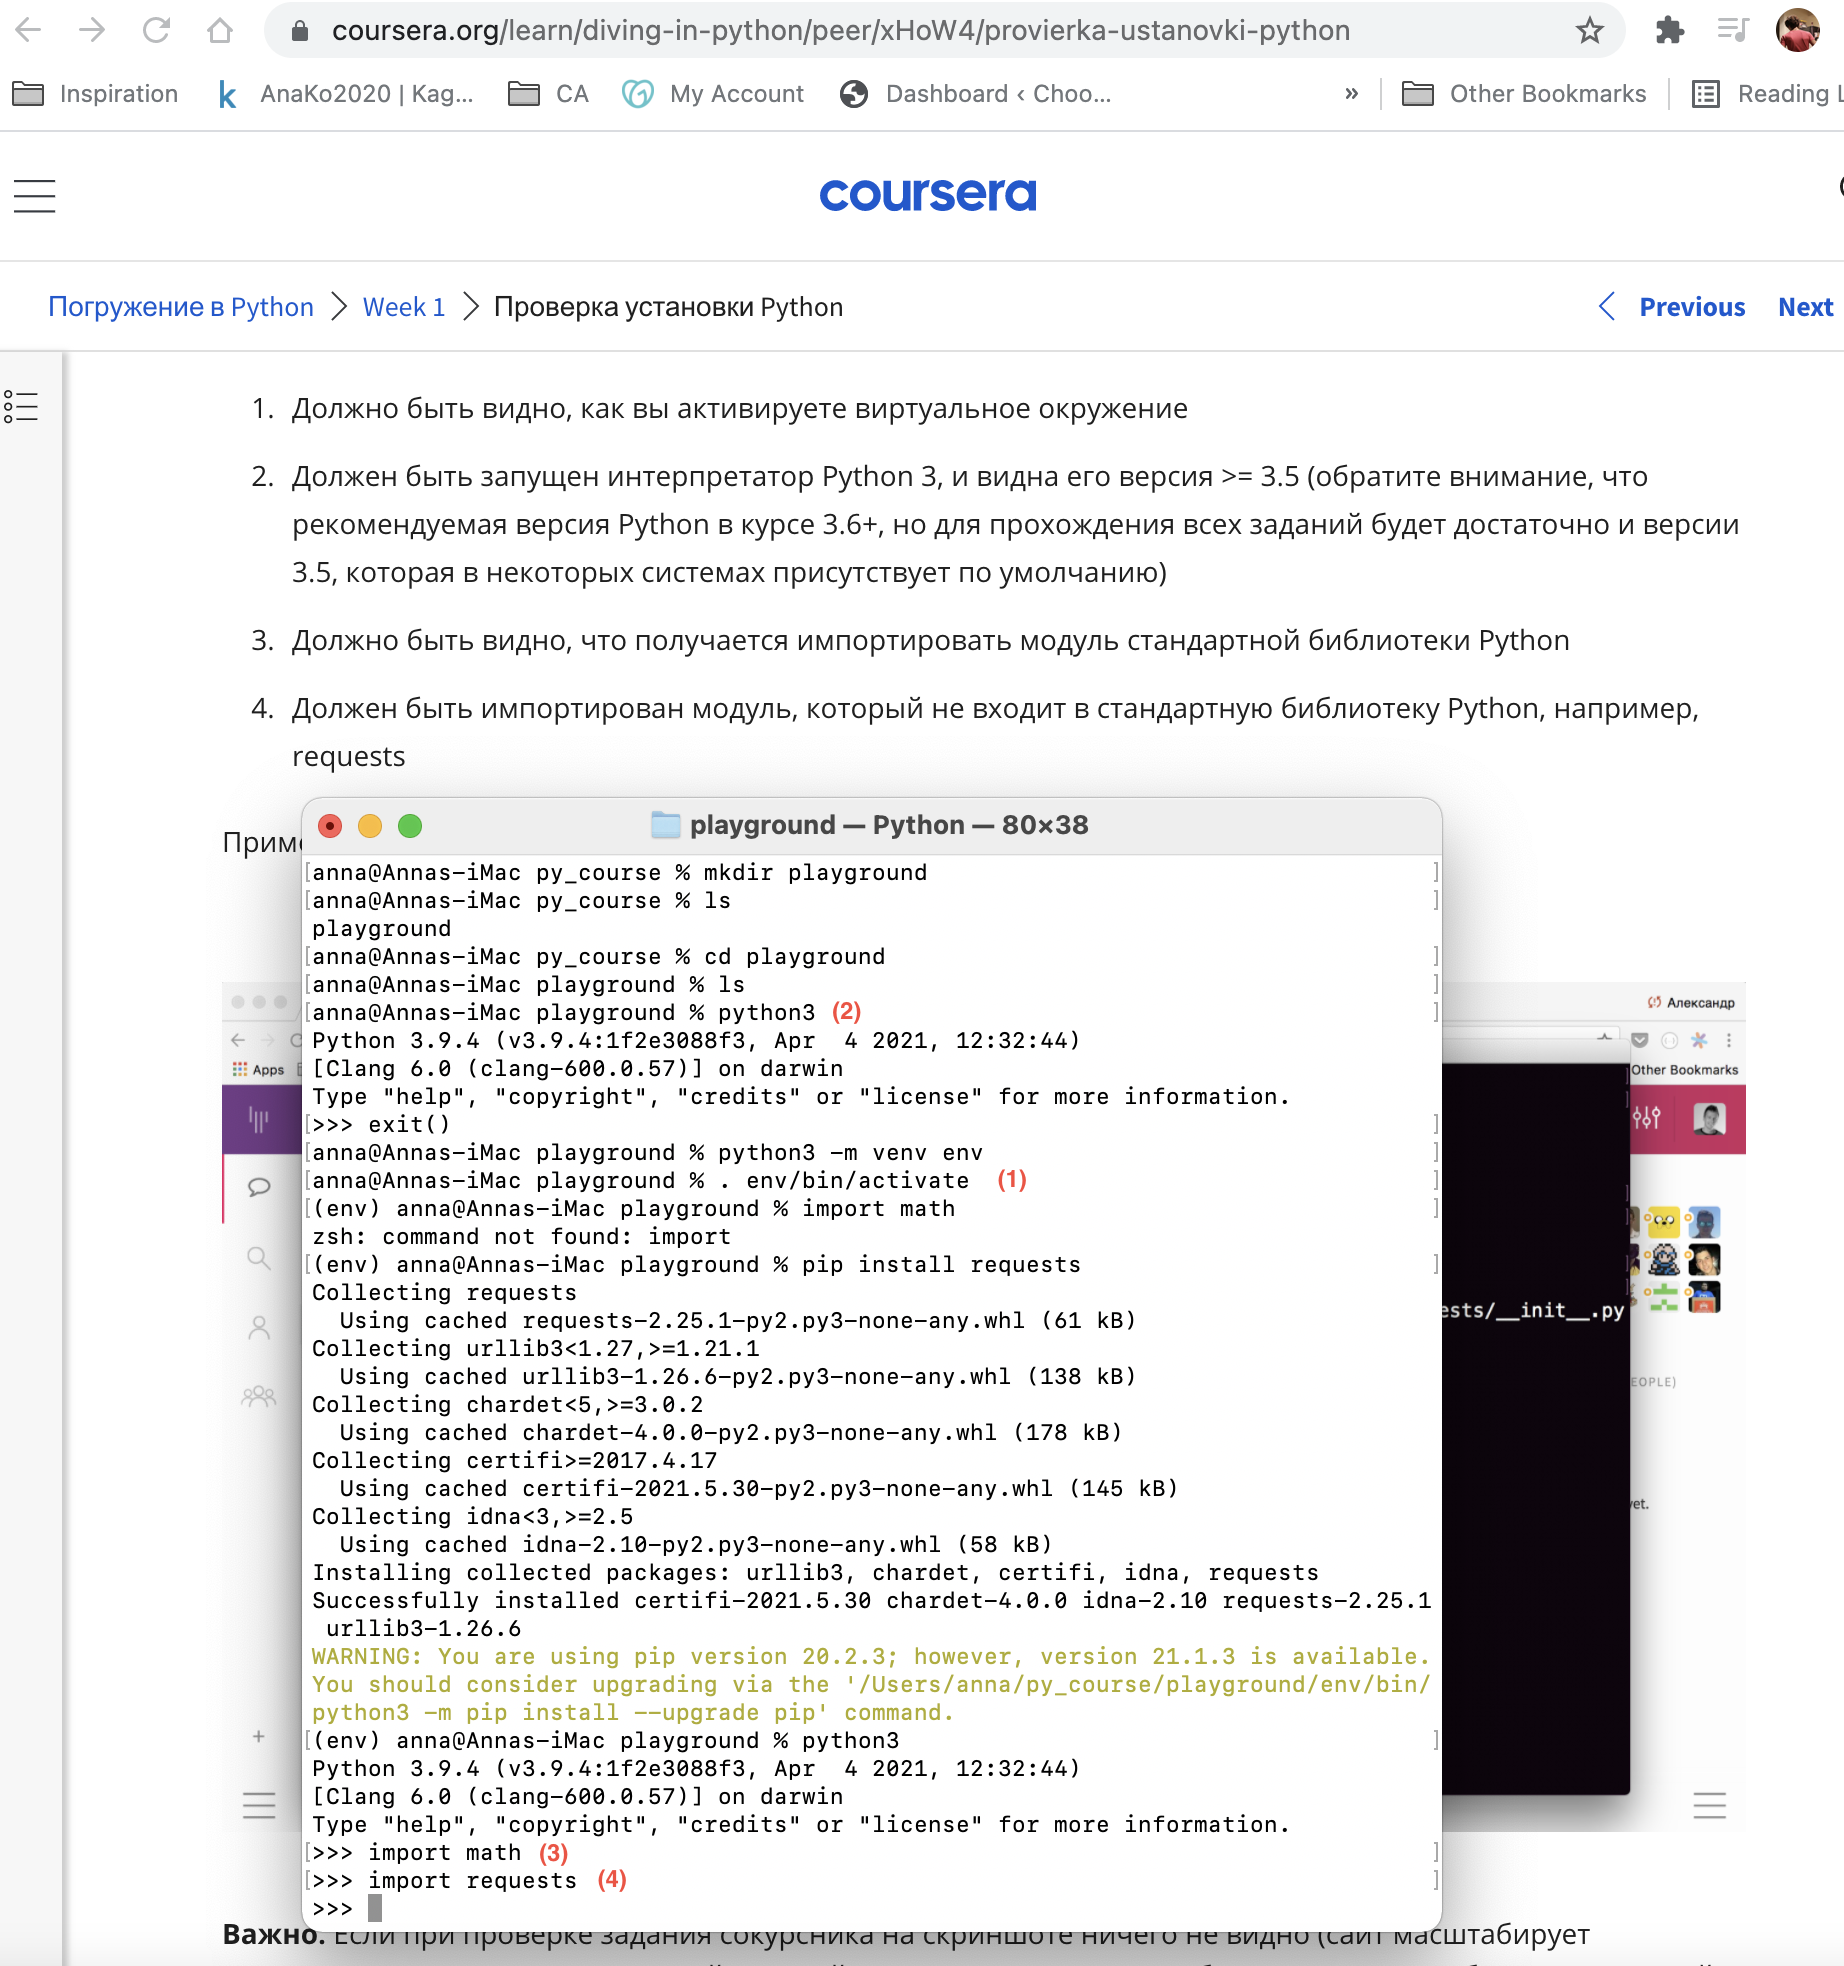 coursera.org/learn/diving-in-python/peer/xHoW4/provierka-ustanovki-python
Inspiration
k AnaKo2020 | Kag...
CA
My Account
Dashboard ‹ Choo...
»
Other Bookmarks
Reading
coursera
Погружение в Python > Week 1 > Проверка установки Python
Previous
Next
1. Должно быть видно, как вы активируете виртуальное окружение
2. Должен быть запущен интерпретатор Python 3, и видна его версия >= 3.5 (обратите внимание, что
рекомендуемая версия Python в курсе 3.6+, но для прохождения всех заданий будет достаточно и версии
3.5, которая в некоторых системах присутствует по умолчанию)
3. Должно быть видно, что получается импортировать модуль стандартной библиотеки Python
4. Должен быть импортирован модуль, который не входит в стандартную библиотеку Python, например,
requests
playground — Python — 80×38
[anna@Annas-iMac py_course % mkdir playground ]
[anna@Annas-iMac py_course % ls ]
playground
[anna@Annas-iMac py_course % cd playground ]
[anna@Annas-iMac playground % ls ]
[anna@Annas-iMac playground % python3 (2) ]
Python 3.9.4 (v3.9.4:1f2e3088f3, Apr  4 2021, 12:32:44)
[Clang 6.0 (clang-600.0.57)] on darwin
Type "help", "copyright", "credits" or "license" for more information.
[>>> exit() ]
[anna@Annas-iMac playground % python3 -m venv env ]
[anna@Annas-iMac playground % . env/bin/activate (1) ]
[(env) anna@Annas-iMac playground % import math ]
zsh: command not found: import
[(env) anna@Annas-iMac playground % pip install requests ]
Collecting requests
  Using cached requests-2.25.1-py2.py3-none-any.whl (61 kB)
Collecting urllib3<1.27,>=1.21.1
  Using cached urllib3-1.26.6-py2.py3-none-any.whl (138 kB)
Collecting chardet<5,>=3.0.2
  Using cached chardet-4.0.0-py2.py3-none-any.whl (178 kB)
Collecting certifi>=2017.4.17
  Using cached certifi-2021.5.30-py2.py3-none-any.whl (145 kB)
Collecting idna<3,>=2.5
  Using cached idna-2.10-py2.py3-none-any.whl (58 kB)
Installing collected packages: urllib3, chardet, certifi, idna, requests
Successfully installed certifi-2021.5.30 chardet-4.0.0 idna-2.10 requests-2.25.1
 urllib3-1.26.6
WARNING: You are using pip version 20.2.3; however, version 21.1.3 is available.
You should consider upgrading via the '/Users/anna/py_course/playground/env/bin/
python3 -m pip install --upgrade pip' command.
[(env) anna@Annas-iMac playground % python3 ]
Python 3.9.4 (v3.9.4:1f2e3088f3, Apr  4 2021, 12:32:44)
[Clang 6.0 (clang-600.0.57)] on darwin
Type "help", "copyright", "credits" or "license" for more information.
[>>> import math (3) ]
[>>> import requests (4) ]
>>>
Apps
Александр
Other Bookmarks
ests/__init__.py
EOPLE)
yet.
Важно. Если при проверке задания сокурсника на скриншоте ничего не видно (сайт масштабирует